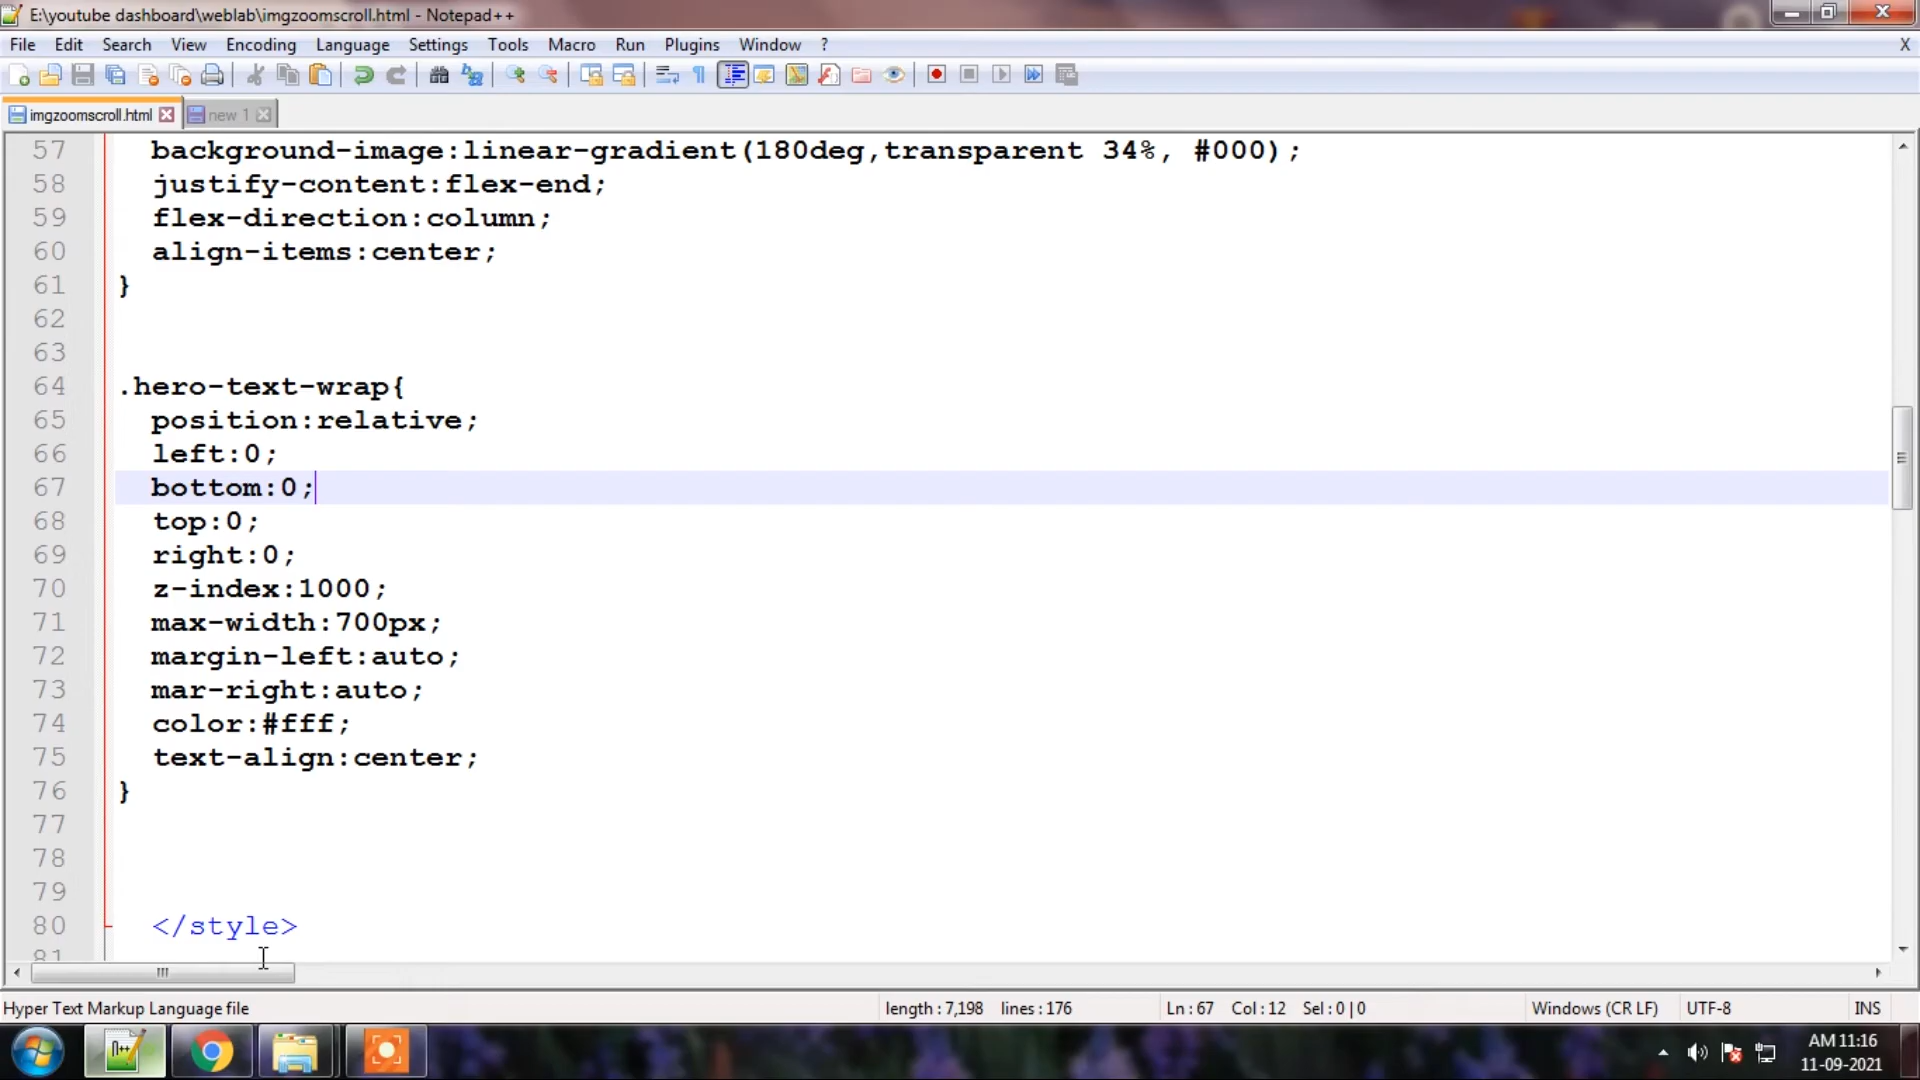 E:\youtube dashboard\weblab\imgzoomscroll.html - Notepad++
File Edit Search View Encoding Language Settings Tools Macro Run Plugins Window ? X
imgzoomscroll.html new 1
57 background-image:linear-gradient(180deg,transparent 34%, #000);
58 justify-content:flex-end;
59 flex-direction:column;
60 align-items:center;
61 }
62
63
64 .hero-text-wrap{
65 position:relative;
66 left:0;
67 bottom:0;
68 top:0;
69 right:0;
70 z-index:1000;
71 max-width:700px;
72 margin-left:auto;
73 mar-right:auto;
74 color:#fff;
75 text-align:center;
76 }
77
78
79
80 </style>
81
Hyper Text Markup Language file length : 7,198 lines : 176 Ln : 67 Col : 12 Sel : 0 | 0 Windows (CR LF) UTF-8 INS
AM 11:16
11-09-2021